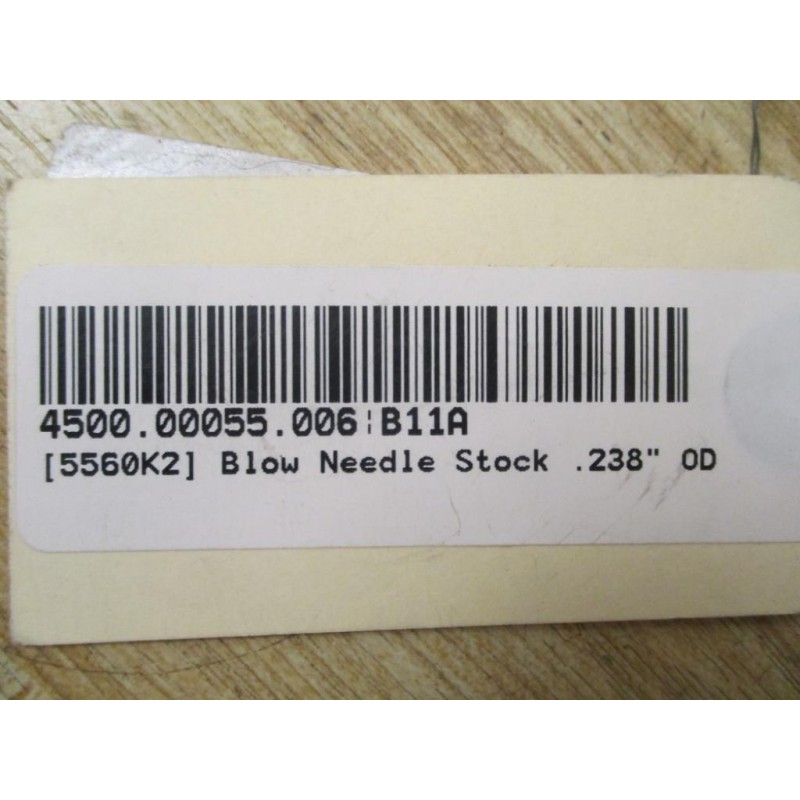 4500.00055.006¦B11A
[5560K2] Blow Needle Stock .238" OD